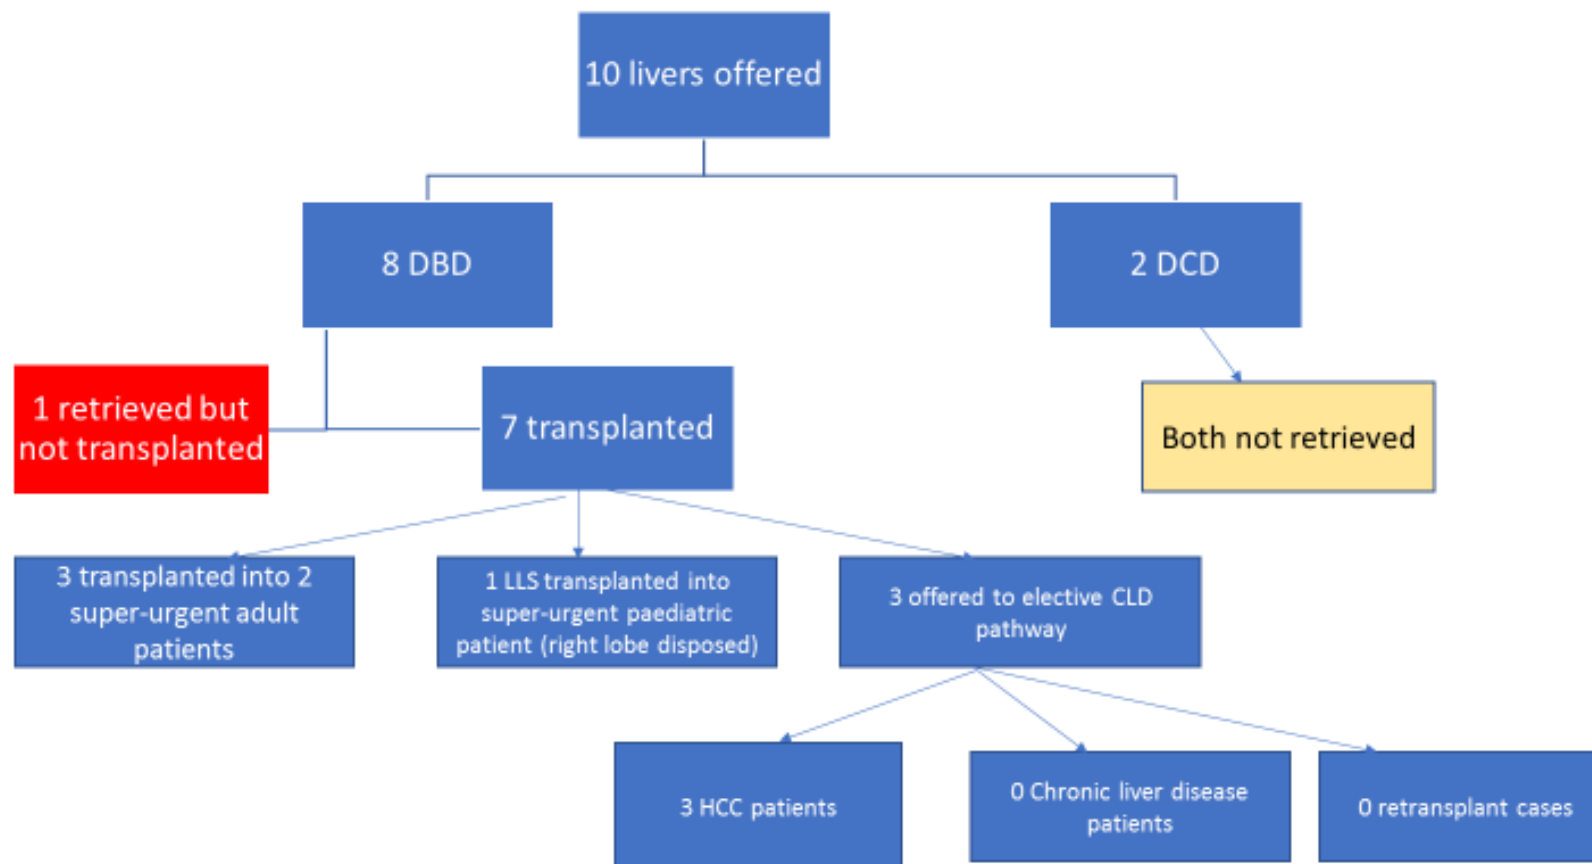 10 livers offered
8 DBD
2 DCD
1 retrieved but
not transplanted
7 transplanted
Both not retrieved
3 transplanted into 2
super-urgent adult
patients
1 LLS transplanted into
super-urgent paediatric
patient (right lobe disposed)
3 offered to elective CLD
pathway
3 HCC patients
0 Chronic liver disease
patients
0 retransplant cases